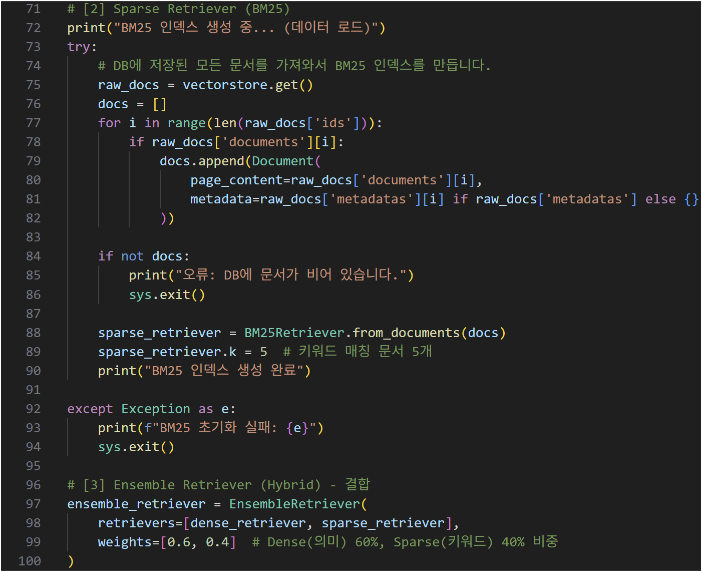 71 # [2] Sparse Retriever (BM25)
72 print("BM25 인덱스 생성 중... (데이터 로드)")
73 try:
74     # DB에 저장된 모든 문서를 가져와서 BM25 인덱스를 만듭니다.
75     raw_docs = vectorstore.get()
76     docs = []
77     for i in range(len(raw_docs['ids'])):
78         if raw_docs['documents'][i]:
79             docs.append(Document(
80                 page_content=raw_docs['documents'][i],
81                 metadata=raw_docs['metadatas'][i] if raw_docs['metadatas'] else {}
82             ))
83
84     if not docs:
85         print("오류: DB에 문서가 비어 있습니다.")
86         sys.exit()
87
88     sparse_retriever = BM25Retriever.from_documents(docs)
89     sparse_retriever.k = 5  # 키워드 매칭 문서 5개
90     print("BM25 인덱스 생성 완료")
91
92 except Exception as e:
93     print(f"BM25 초기화 실패: {e}")
94     sys.exit()
95
96 # [3] Ensemble Retriever (Hybrid) - 결합
97 ensemble_retriever = EnsembleRetriever(
98     retrievers=[dense_retriever, sparse_retriever],
99     weights=[0.6, 0.4]  # Dense(의미) 60%, Sparse(키워드) 40% 비중
100 )